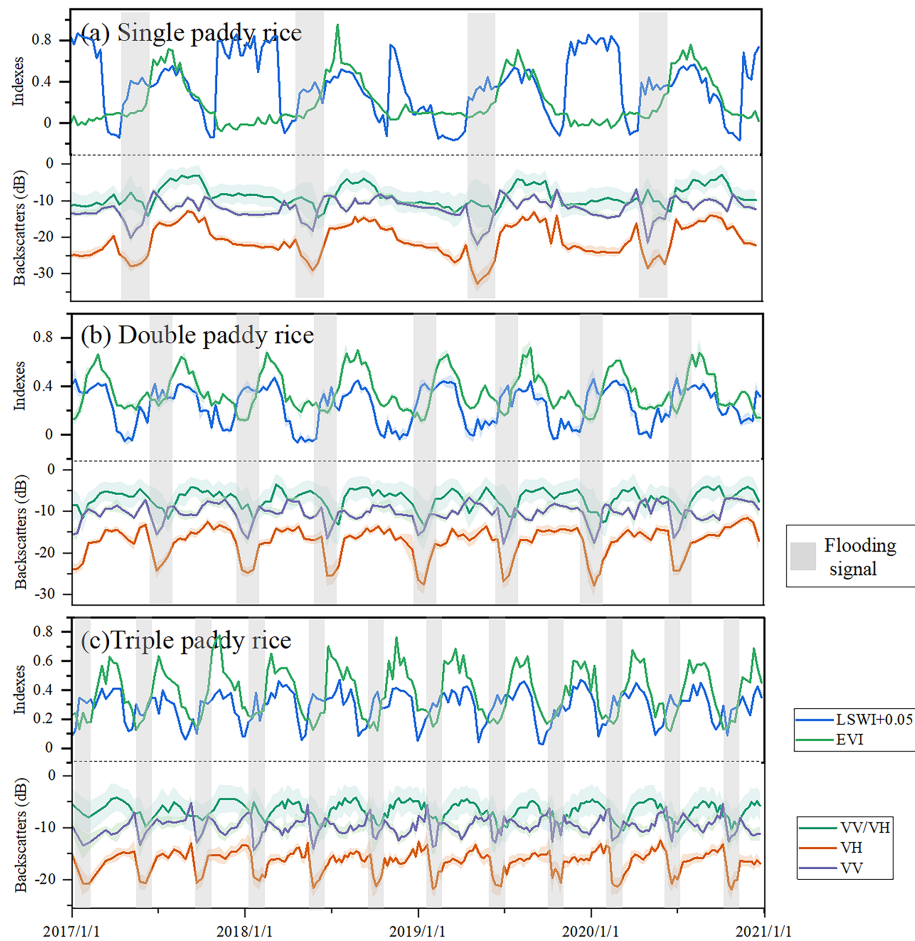 (a) Single paddy rice
0.8
0.4
0
Indexes
0
-10
-20
-30
Backscatters (dB)
(b) Double paddy rice
0.8
0.4
0
Indexes
0
-10
-20
-30
Backscatters (dB)
Flooding
signal
(c)Triple paddy rice
0.8
0.6
0.4
0.2
0
Indexes
LSWI+0.05
EVI
0
-10
-20
Backscatters (dB)
VV/VH
VH
VV
2017/1/1 2018/1/1 2019/1/1 2020/1/1 2021/1/1